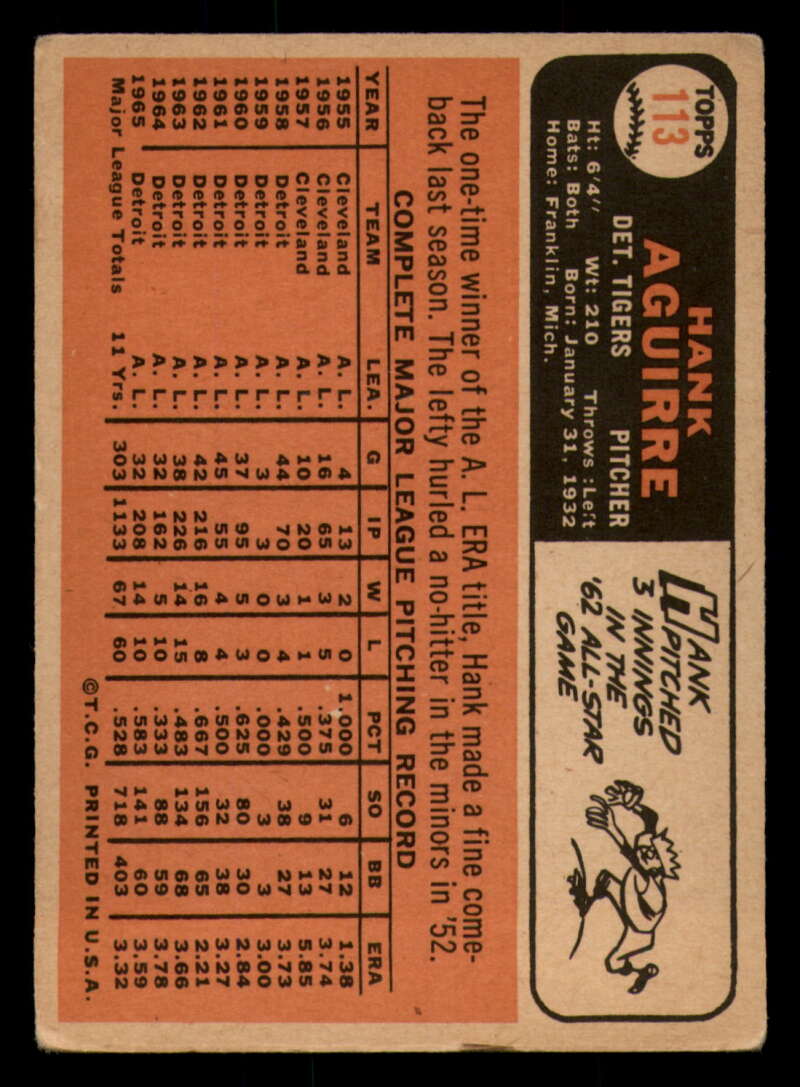 TOPPS
113
HANK
AGUIRRE
DET. TIGERS PITCHER
Ht: 6'4" Wt: 210 Throws: Left
Bats: Both Born: January 31, 1932
Home: Franklin, Mich.
HANK
PITCHED
3 INNINGS
IN THE
'62 ALL-STAR
GAME
The one-time winner of the A. L. ERA title, Hank made a fine come-
back last season. The lefty hurled a no-hitter in the minors in '52.
COMPLETE MAJOR LEAGUE PITCHING RECORD
YEAR TEAM LEA. G IP W L PCT SO BB ERA
1955 Cleveland A. L. 4 13 2 0 1.000 6 12 1.38
1956 Cleveland A. L. 16 65 3 5 .375 31 27 3.74
1957 Cleveland A. L. 10 20 1 1 .500 9 13 5.85
1958 Detroit A. L. 44 70 3 4 .429 38 27 3.73
1959 Detroit A. L. 3 3 0 0 .000 3 3 3.00
1960 Detroit A. L. 37 95 5 3 .625 80 30 2.84
1961 Detroit A. L. 45 55 4 4 .500 32 38 3.27
1962 Detroit A. L. 42 216 16 8 .667 156 65 2.21
1963 Detroit A. L. 38 226 14 15 .483 134 68 3.66
1964 Detroit A. L. 32 162 5 10 .333 88 59 3.78
1965 Detroit A. L. 32 208 14 10 .583 141 60 3.59
Major League Totals 11 Yrs. 303 1133 67 60 .528 718 403 3.32
©T.C.G. PRINTED IN U.S.A.